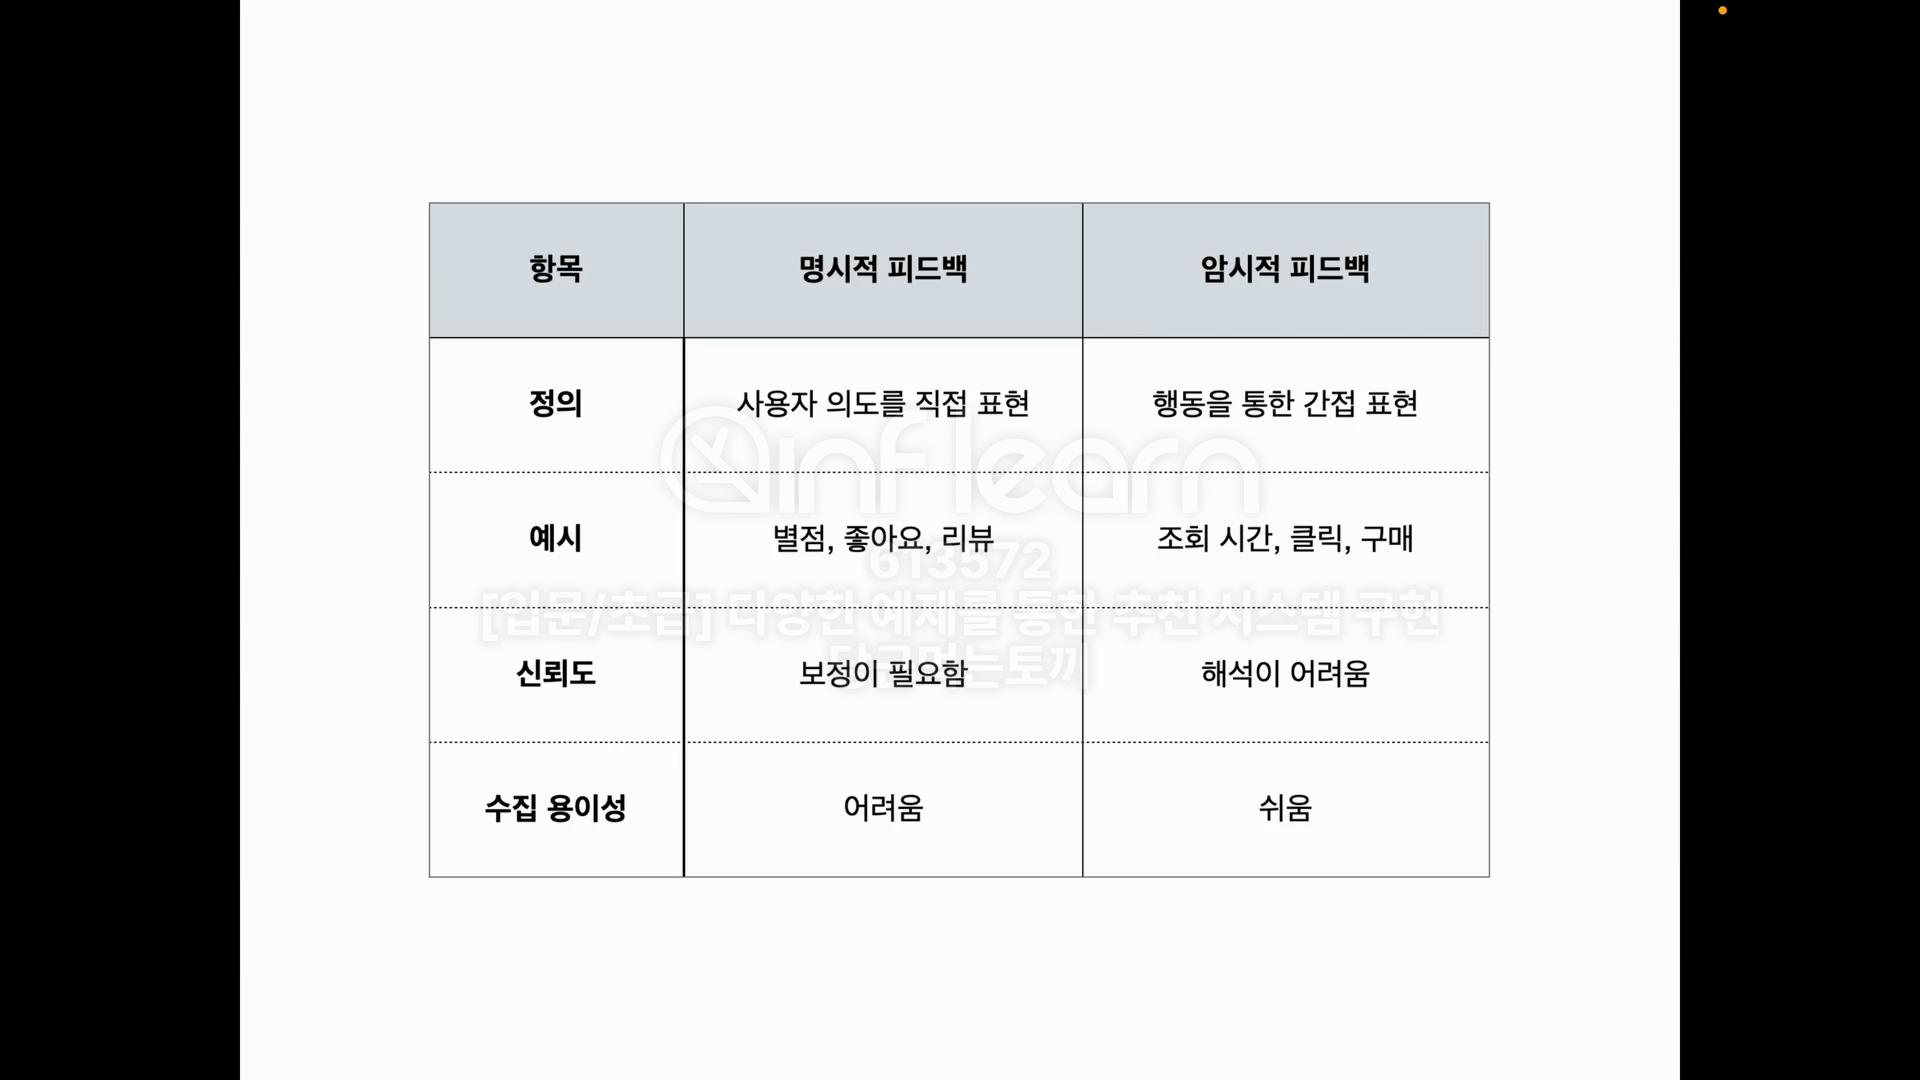 항목 명시적 피드백 암시적 피드백
정의 사용자 의도를 직접 표현 행동을 통한 간접 표현
inflearn
예시 별점, 좋아요, 리뷰 조회 시간, 클릭, 구매
613572
[입문/초급] 다양한 예제를 통한 추천 시스템 구현
신뢰도 보정이 필요함 해석이 어려움
당근먹는토끼
수집 용이성 어려움 쉬움